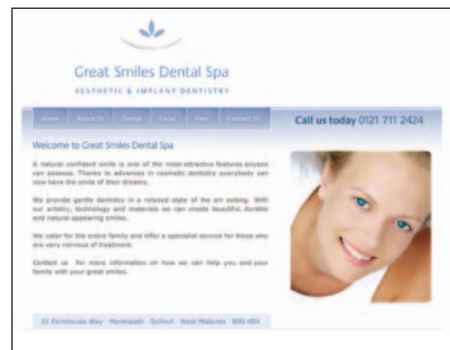 Great Smiles Dental Spa
AESTHETIC & IMPLANT DENTISTRY
Home About Us Dental Facial Fees Contact Us
Call us today 0121 711 2424
Welcome to Great Smiles Dental Spa
A natural confident smile is one of the most attractive features anyone
can possess. Thanks to advances in cosmetic dentistry everybody can
now have the smile of their dreams.
We provide gentle dentistry in a relaxed state of the art setting. With
our artistry, technology and materials we can create beautiful, durable
and natural appearing smiles.
We cater for the entire family and offer a specialist service for those who
are very nervous of treatment.
Contact us for more information on how we can help you and your
family with your great smiles.
31 Farmhouse Way Monkspath Solihull West Midlands B90 4EH